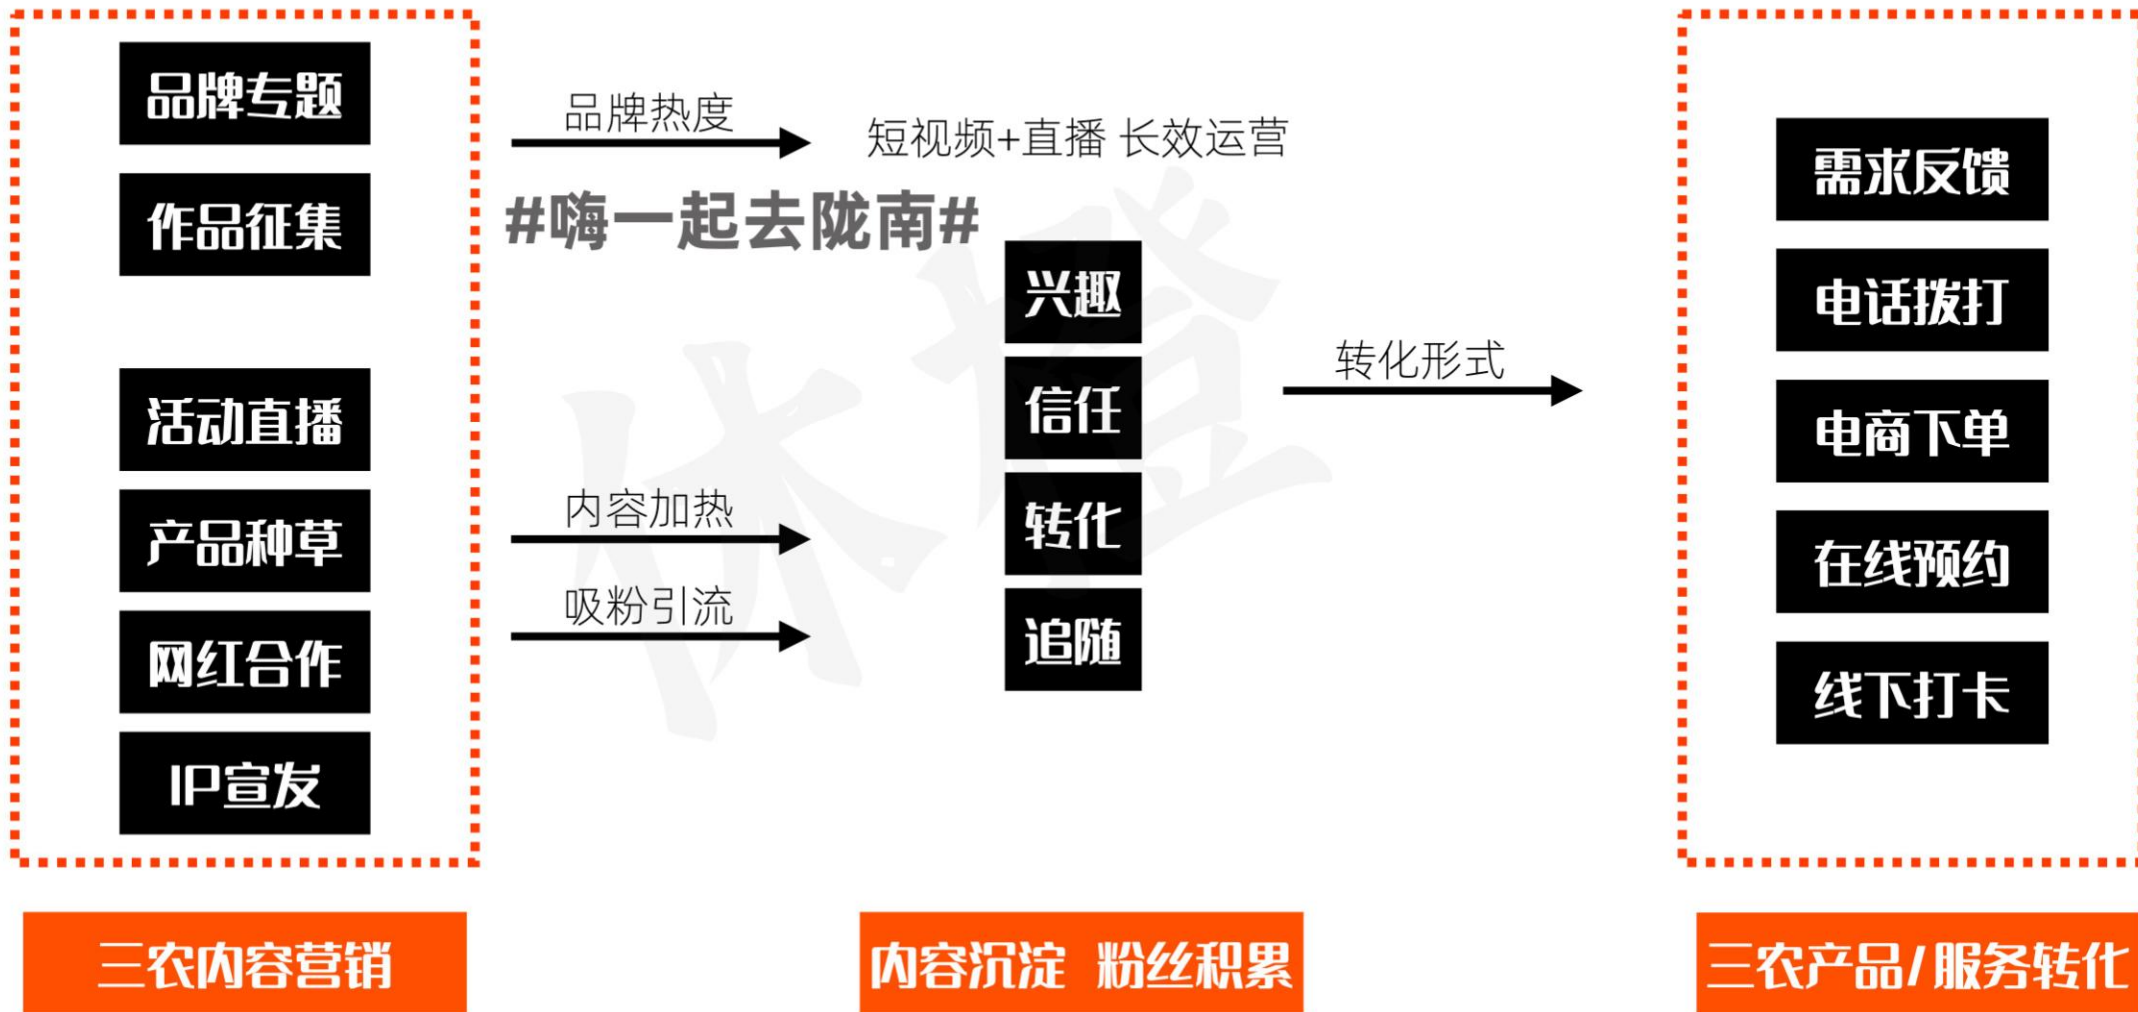 品牌专题
作品征集
活动直播
产品种草
网红合作
IP宣发
三农内容营销
品牌热度
短视频+直播 长效运营
#嗨一起去陇南#
内容加热
吸粉引流
兴趣
信任
转化
追随
内容沉淀 粉丝积累
转化形式
需求反馈
电话拨打
电商下单
在线预约
线下打卡
三农产品/服务转化
休橙